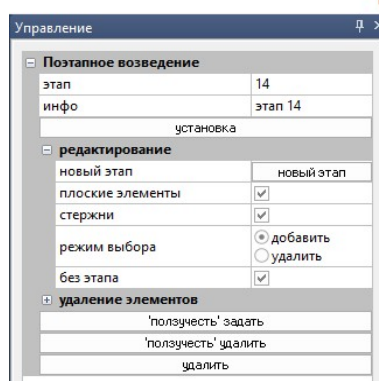 Управление
Поэтапное возведение
этап 14
инфо этап 14
установка
редактирование
новый этап новый этап
плоские элементы
стержни
режим выбора добавить
удалить
без этапа
удаление элементов
'ползучесть' задать
'ползучесть' удалить
удалить